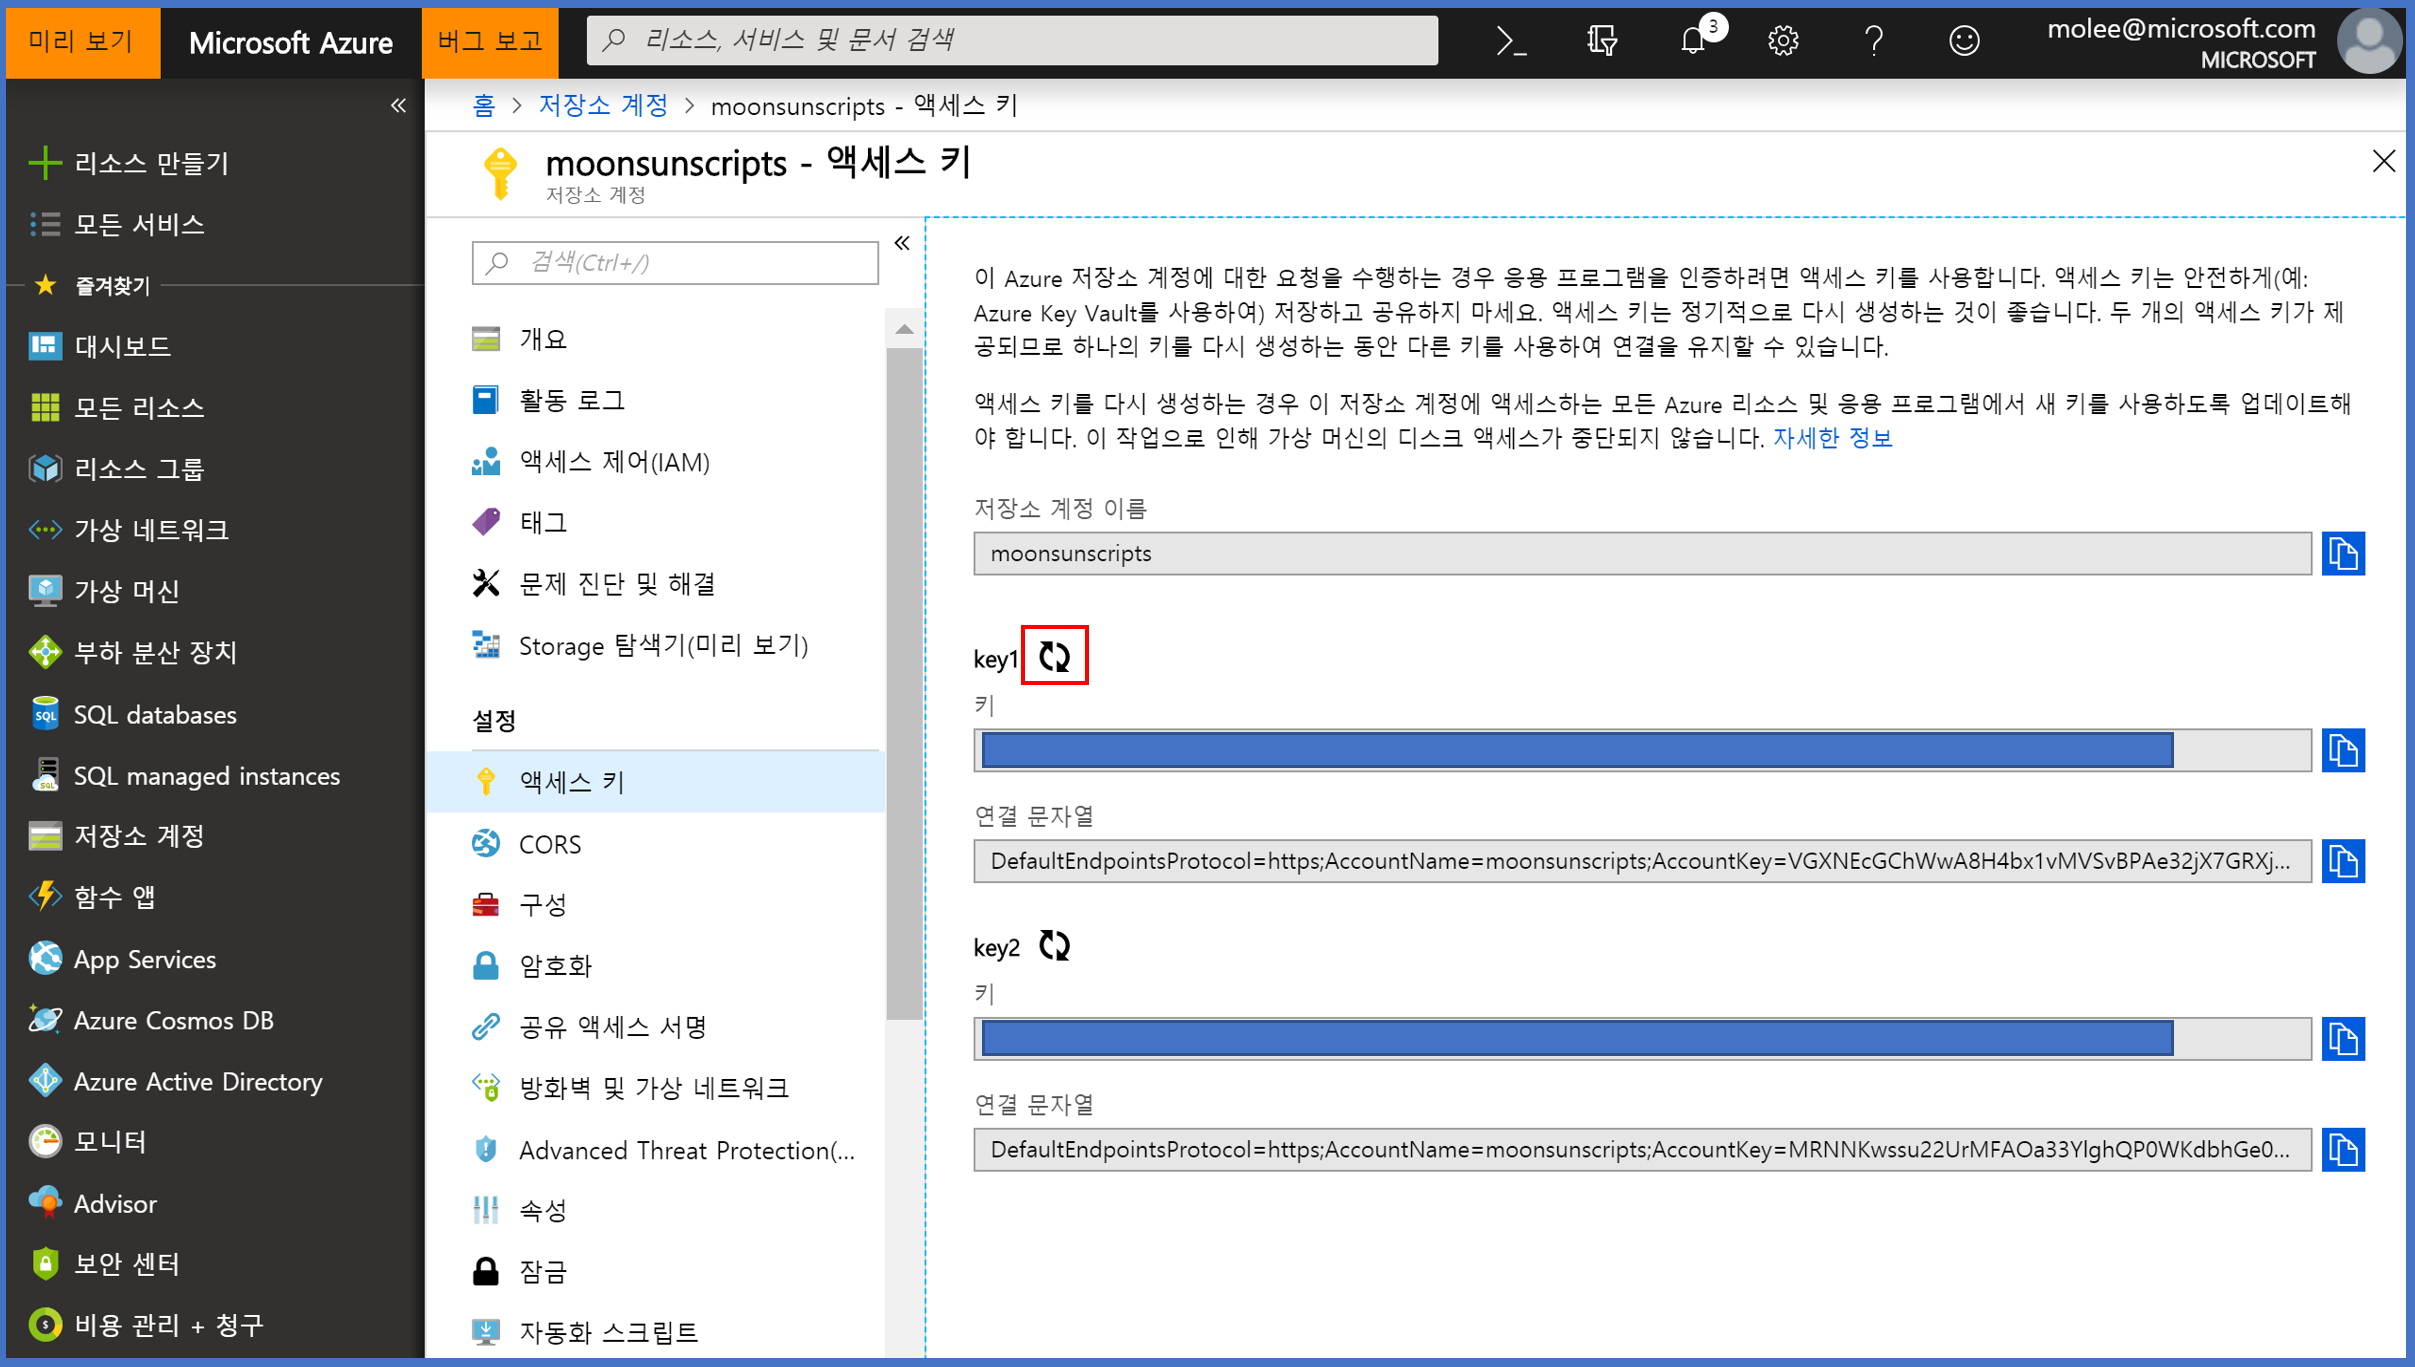 미리 보기
Microsoft Azure
버그 보고
리소스, 서비스 및 문서 검색
3
molee@microsoft.com
MICROSOFT
리소스 만들기
모든 서비스
즐겨찾기
대시보드
모든 리소스
리소스 그룹
가상 네트워크
가상 머신
부하 분산 장치
SQL databases
SQL managed instances
저장소 계정
함수 앱
App Services
Azure Cosmos DB
Azure Active Directory
모니터
Advisor
보안 센터
비용 관리 + 청구
홈 > 저장소 계정 > moonsunscripts - 액세스 키
moonsunscripts - 액세스 키
저장소 계정
검색(Ctrl+/)
개요
활동 로그
액세스 제어(IAM)
태그
문제 진단 및 해결
Storage 탐색기(미리 보기)
설정
액세스 키
CORS
구성
암호화
공유 액세스 서명
방화벽 및 가상 네트워크
Advanced Threat Protection(...
속성
잠금
자동화 스크립트
이 Azure 저장소 계정에 대한 요청을 수행하는 경우 응용 프로그램을 인증하려면 액세스 키를 사용합니다. 액세스 키는 안전하게(예:
Azure Key Vault를 사용하여) 저장하고 공유하지 마세요. 액세스 키는 정기적으로 다시 생성하는 것이 좋습니다. 두 개의 액세스 키가 제
공되므로 하나의 키를 다시 생성하는 동안 다른 키를 사용하여 연결을 유지할 수 있습니다.
액세스 키를 다시 생성하는 경우 이 저장소 계정에 액세스하는 모든 Azure 리소스 및 응용 프로그램에서 새 키를 사용하도록 업데이트해
야 합니다. 이 작업으로 인해 가상 머신의 디스크 액세스가 중단되지 않습니다. 자세한 정보
저장소 계정 이름
moonsunscripts
key1
키
연결 문자열
DefaultEndpointsProtocol=https;AccountName=moonsunscripts;AccountKey=VGXNEcGChWwA8H4bx1vMVSvBPAe32jX7GRXj...
key2
키
연결 문자열
DefaultEndpointsProtocol=https;AccountName=moonsunscripts;AccountKey=MRNNKwssu22UrMFAOa33YlghQP0WKdbhGe0...